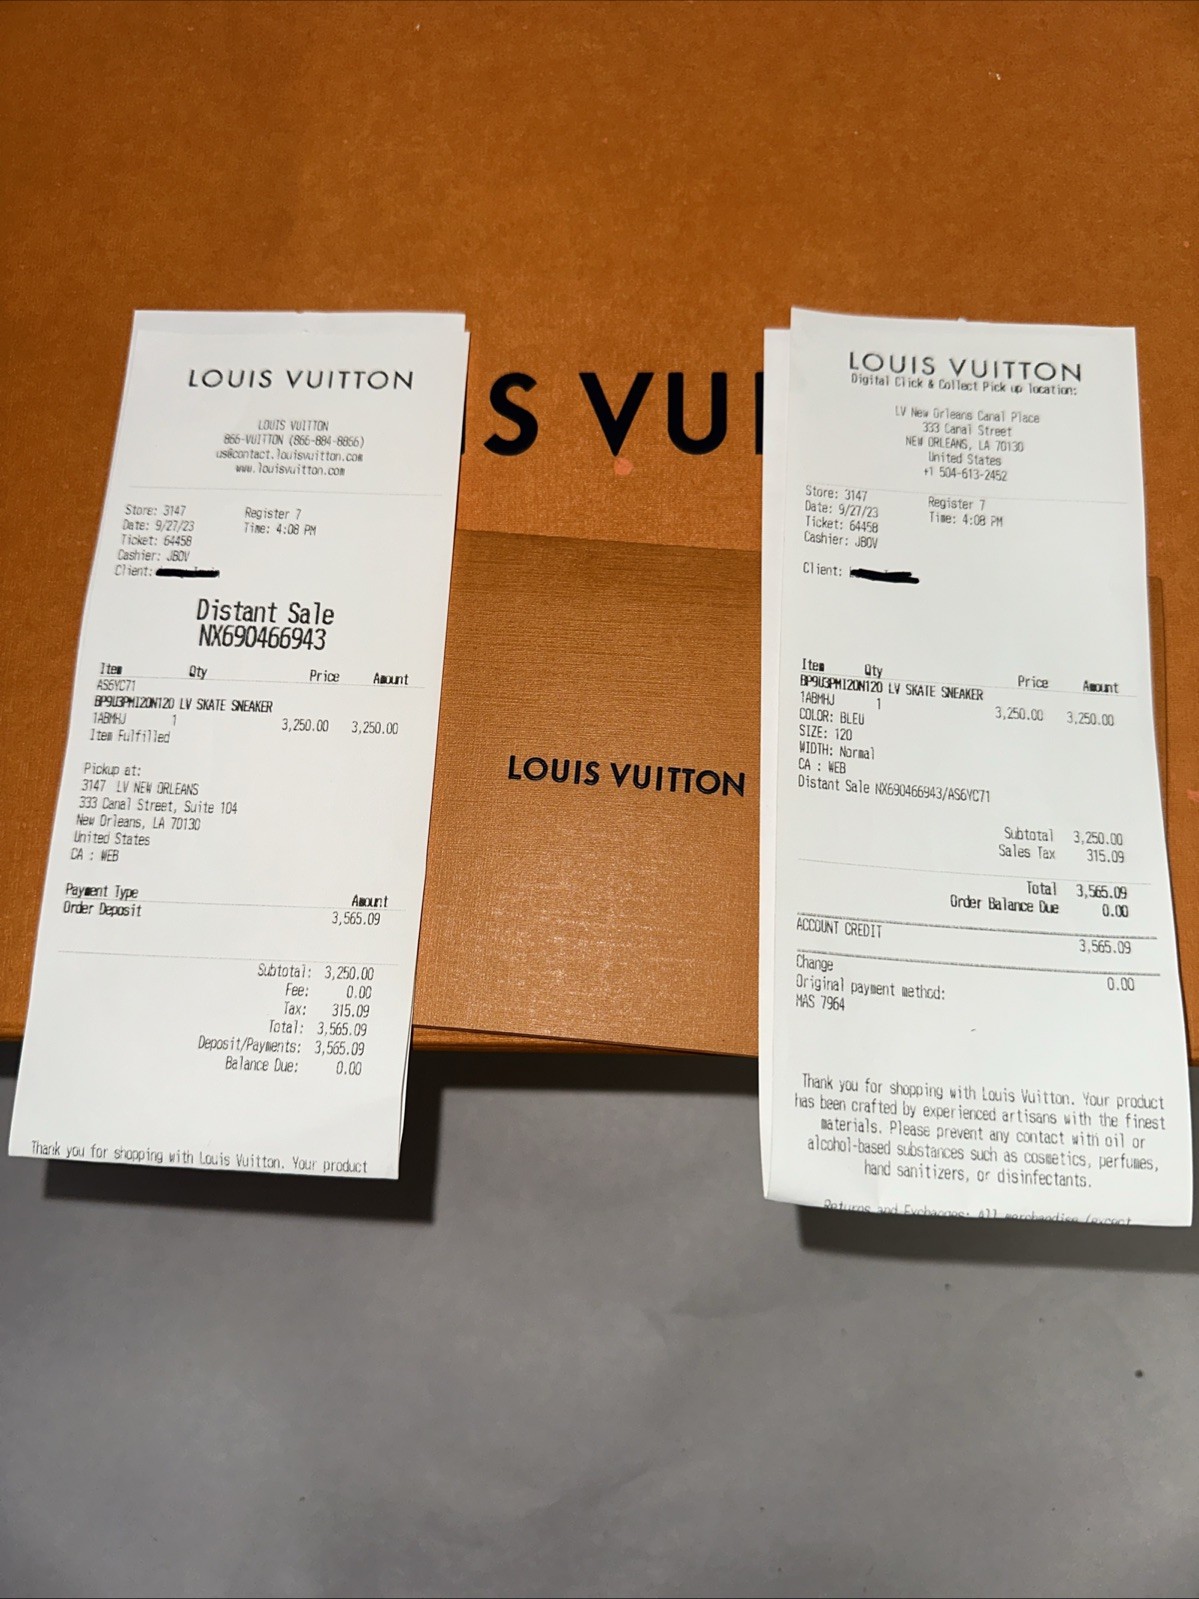 LOUIS VUITTON
LOUIS VUITTON
866-VUITTON (866-884-8866)
us@contact.louisvuitton.com
www.louisvuitton.com
Store: 3147 Register 7
Date: 9/27/23 Time: 4:08 PM
Ticket: 64458
Cashier: JBOV
Client:
Distant Sale
NX690466943
Item Qty Price Amount
AS6YC71
BP9U3PMI20N120 LV SKATE SNEAKER
1ABMHJ 1 3,250.00 3,250.00
Item Fulfilled
Pickup at:
3147 LV NEW ORLEANS
333 Canal Street, Suite 104
New Orleans, LA 70130
United States
CA : WEB
Payment Type Amount
Order Deposit 3,565.09
Subtotal: 3,250.00
Fee: 0.00
Tax: 315.09
Total: 3,565.09
Deposit/Payments: 3,565.09
Balance Due: 0.00
Thank you for shopping with Louis Vuitton. Your product
IS VUI
LOUIS VUITTON
LOUIS VUITTON
Digital Click & Collect Pick up location:
LV New Orleans Canal Place
333 Canal Street
NEW ORLEANS, LA 70130
United States
+1 504-613-2452
Store: 3147 Register 7
Date: 9/27/23 Time: 4:08 PM
Ticket: 64458
Cashier: JBOV
Client:
Item Qty Price Amount
BP9U3PMI20N120 LV SKATE SNEAKER
1ABMHJ 1 3,250.00 3,250.00
COLOR: BLEU
SIZE: 120
WIDTH: Normal
CA : WEB
Distant Sale NX690466943/AS6YC71
Subtotal 3,250.00
Sales Tax 315.09
Total 3,565.09
Order Balance Due 0.00
ACCOUNT CREDIT 3,565.09
Change 0.00
Original payment method:
MAS 7964
Thank you for shopping with Louis Vuitton. Your product
has been crafted by experienced artisans with the finest
materials. Please prevent any contact with oil or
alcohol-based substances such as cosmetics, perfumes,
hand sanitizers, or disinfectants.
Returns and Exchanges: All merchandise (except